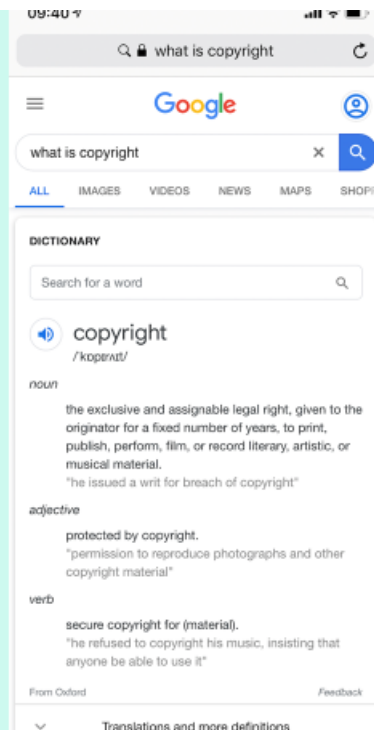 09:40
what is copyright
Google
what is copyright
ALL IMAGES VIDEOS NEWS MAPS SHOP
DICTIONARY
Search for a word
copyright
/ˈkɒpɪrʌɪt/
noun
the exclusive and assignable legal right, given to the
originator for a fixed number of years, to print,
publish, perform, film, or record literary, artistic, or
musical material.
"he issued a writ for breach of copyright"
adjective
protected by copyright.
"permission to reproduce photographs and other
copyright material"
verb
secure copyright for (material).
"he refused to copyright his music, insisting that
anyone be able to use it"
From Oxford Feedback
Translations and more definitions